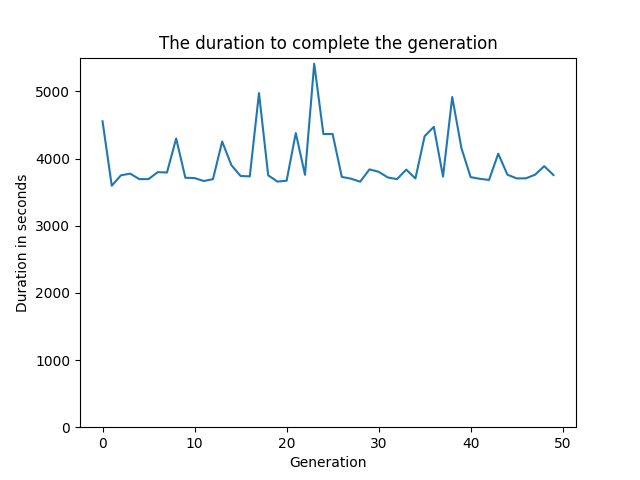 The duration to complete the generation
5000
4000
3000
2000
1000
0
Duration in seconds
0 10 20 30 40 50
Generation